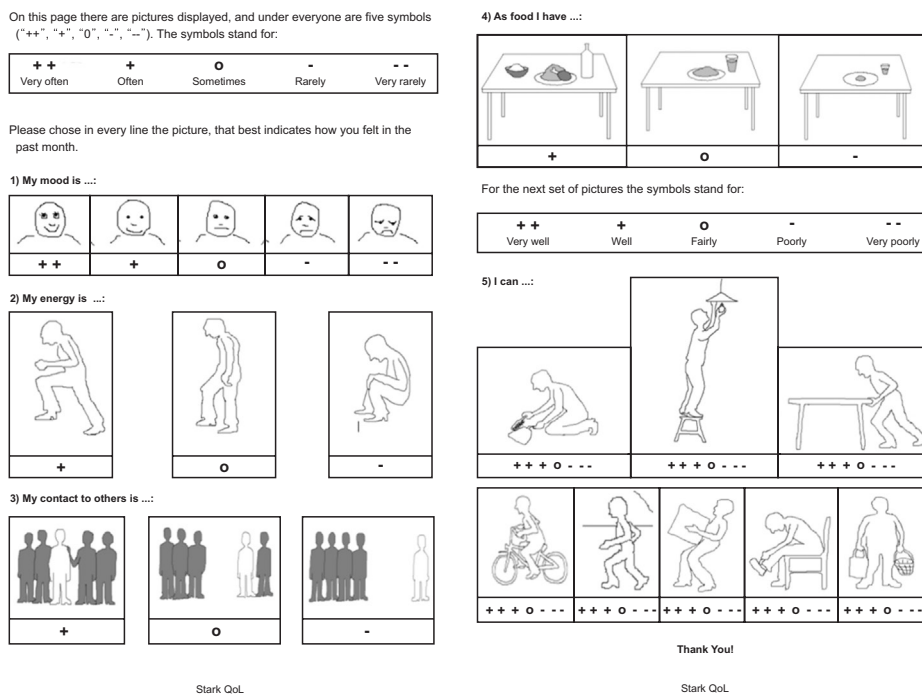 On this page there are pictures displayed, and under everyone are five symbols
(“++”, “+”, “0”, “-”, “--”). The symbols stand for:
++ + o - --
Very often Often Sometimes Rarely Very rarely
Please chose in every line the picture, that best indicates how you felt in the
past month.
1) My mood is ...:
++ + o - --
2) My energy is ...:
+ o -
3) My contact to others is ...:
+ o -
Stark QoL
4) As food I have ...:
+ o -
For the next set of pictures the symbols stand for:
++ + o - --
Very well Well Fairly Poorly Very poorly
5) I can ...:
+ + + o - - - + + + o - - - + + + o - - -
+ + + o - - - + + + o - - - + + + o - - - + + + o - - - + + + o - - -
Thank You!
Stark QoL